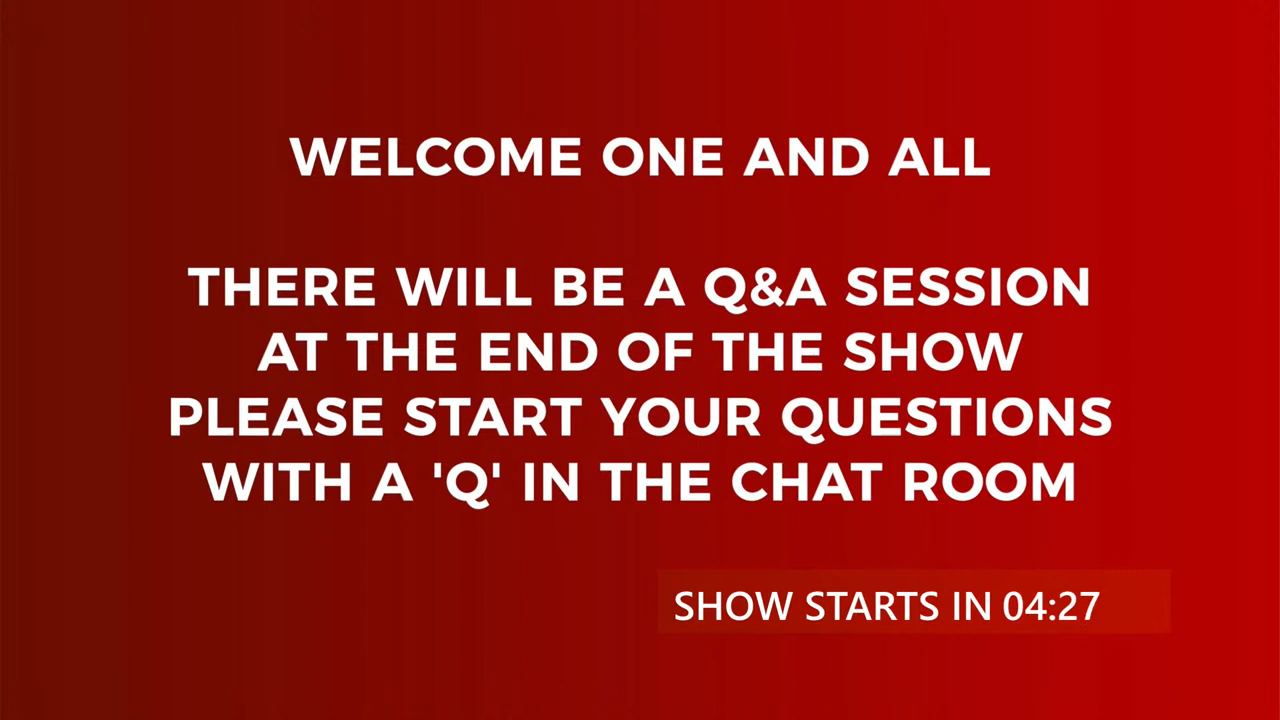 WELCOME ONE AND ALL
THERE WILL BE A Q&A SESSION
AT THE END OF THE SHOW
PLEASE START YOUR QUESTIONS
WITH A 'Q' IN THE CHAT ROOM
SHOW STARTS IN 04:27